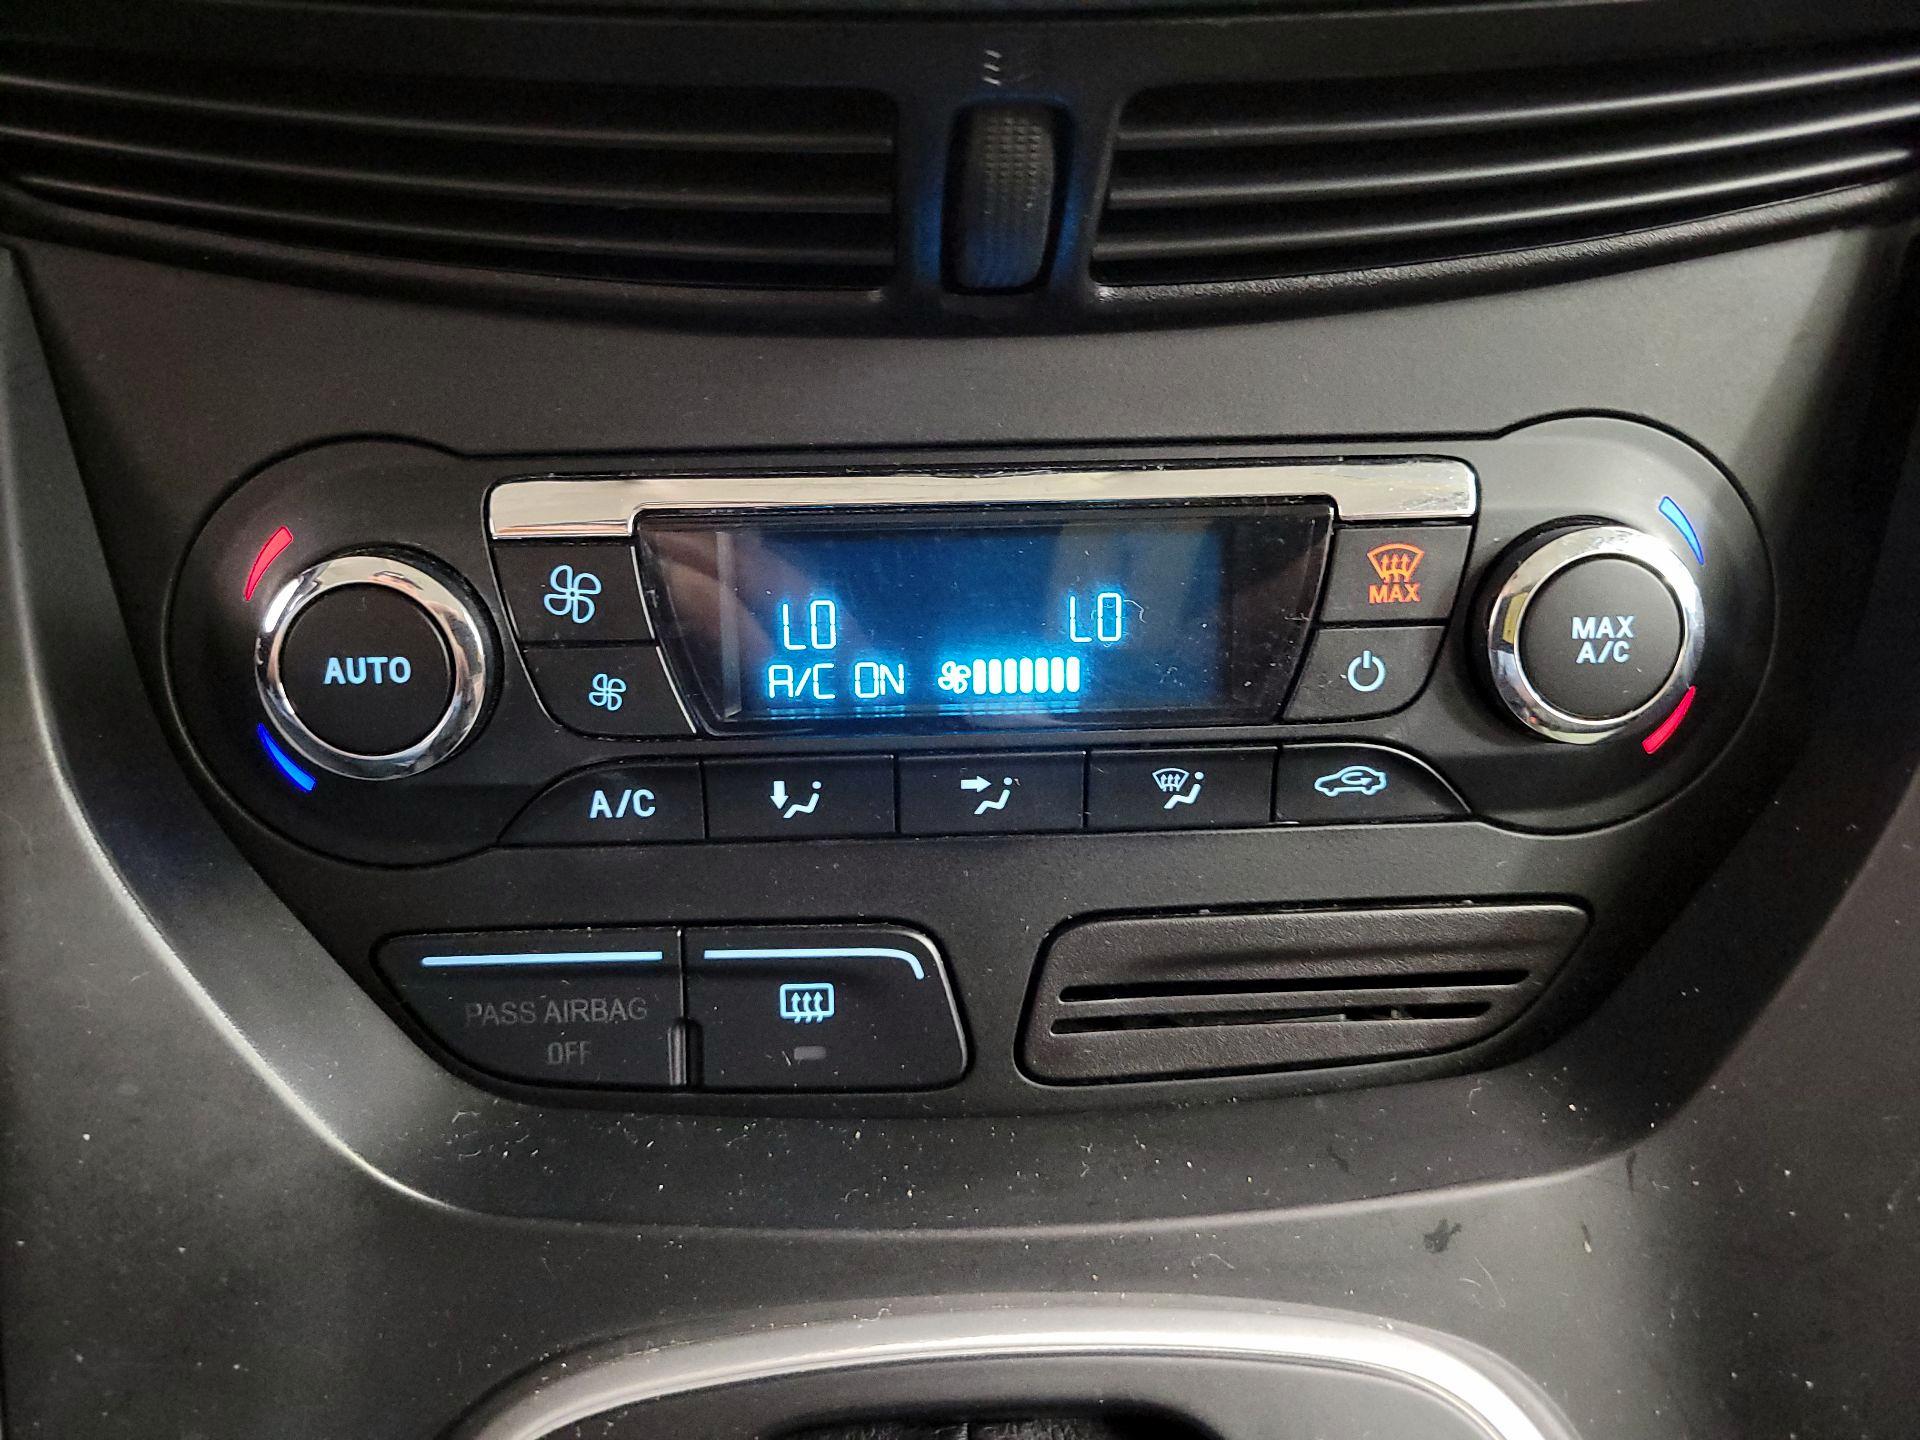 LO LO
A/C ON
AUTO
MAX
MAX
A/C
A/C
PASS AIRBAG
OFF